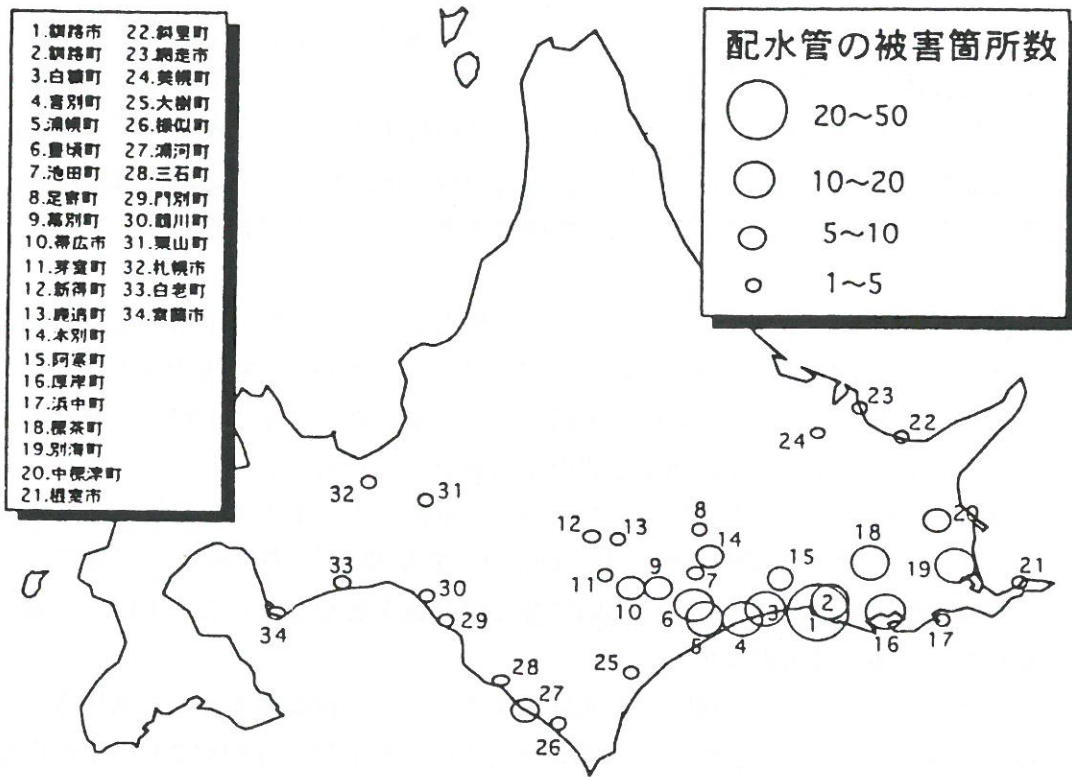 1.釧路市 22.斜里町
2.釧路町 23.網走市
3.白糠町 24.美幌町
4.音別町 25.大樹町
5.浦幌町 26.様似町
6.豊頃町 27.浦河町
7.池田町 28.三石町
8.足寄町 29.門別町
9.幕別町 30.鵡川町
10.帯広市 31.栗山町
11.芽室町 32.札幌市
12.新得町 33.白老町
13.鹿追町 34.室蘭市
14.本別町
15.阿寒町
16.厚岸町
17.浜中町
18.標茶町
19.別海町
20.中標津町
21.根室市
配水管の被害箇所数
20〜50
10〜20
5〜10
1〜5
23
24 22
32 31
8
12 13 14 18 20
15 19 21
33 11 10 9 7
30 6 2
34 29 5 4 3 1 16 17
28 25
27
26